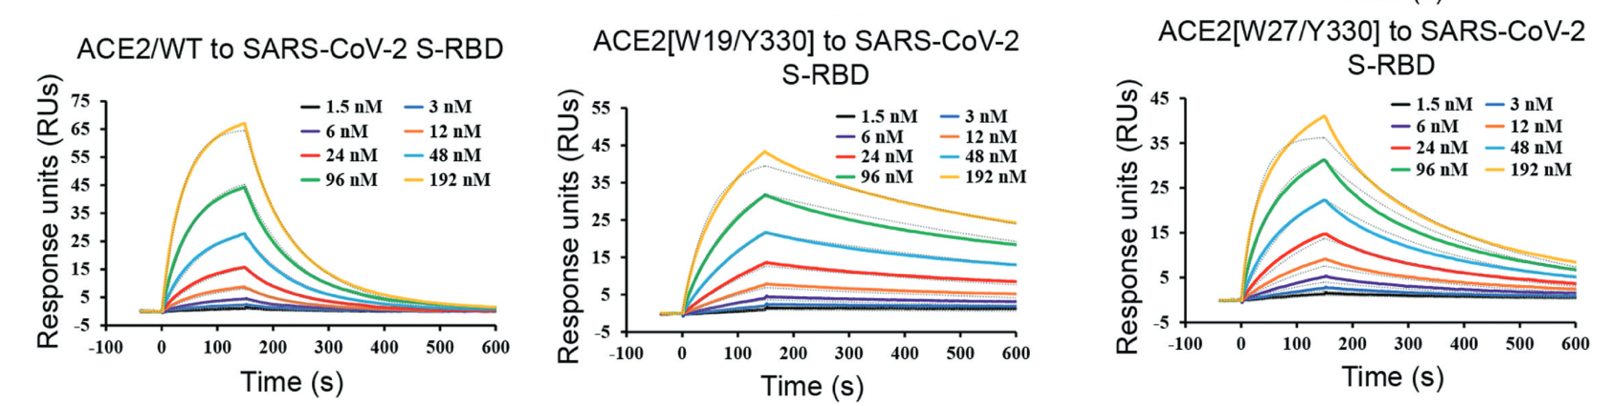 ACE2/WT to SARS-CoV-2 S-RBD
Response units (RUs)
75
65
55
45
35
25
15
5
-5
1.5 nM 3 nM
6 nM 12 nM
24 nM 48 nM
96 nM 192 nM
-100 0 100 200 300 400 500 600
Time (s)
ACE2[W19/Y330] to SARS-CoV-2
S-RBD
Response units (RUs)
55
45
35
25
15
5
-5
1.5 nM 3 nM
6 nM 12 nM
24 nM 48 nM
96 nM 192 nM
-100 0 100 200 300 400 500 600
Time (s)
ACE2[W27/Y330] to SARS-CoV-2
S-RBD
Response units (RUs)
45
35
25
15
5
-5
1.5 nM 3 nM
6 nM 12 nM
24 nM 48 nM
96 nM 192 nM
-100 0 100 200 300 400 500 600
Time (s)